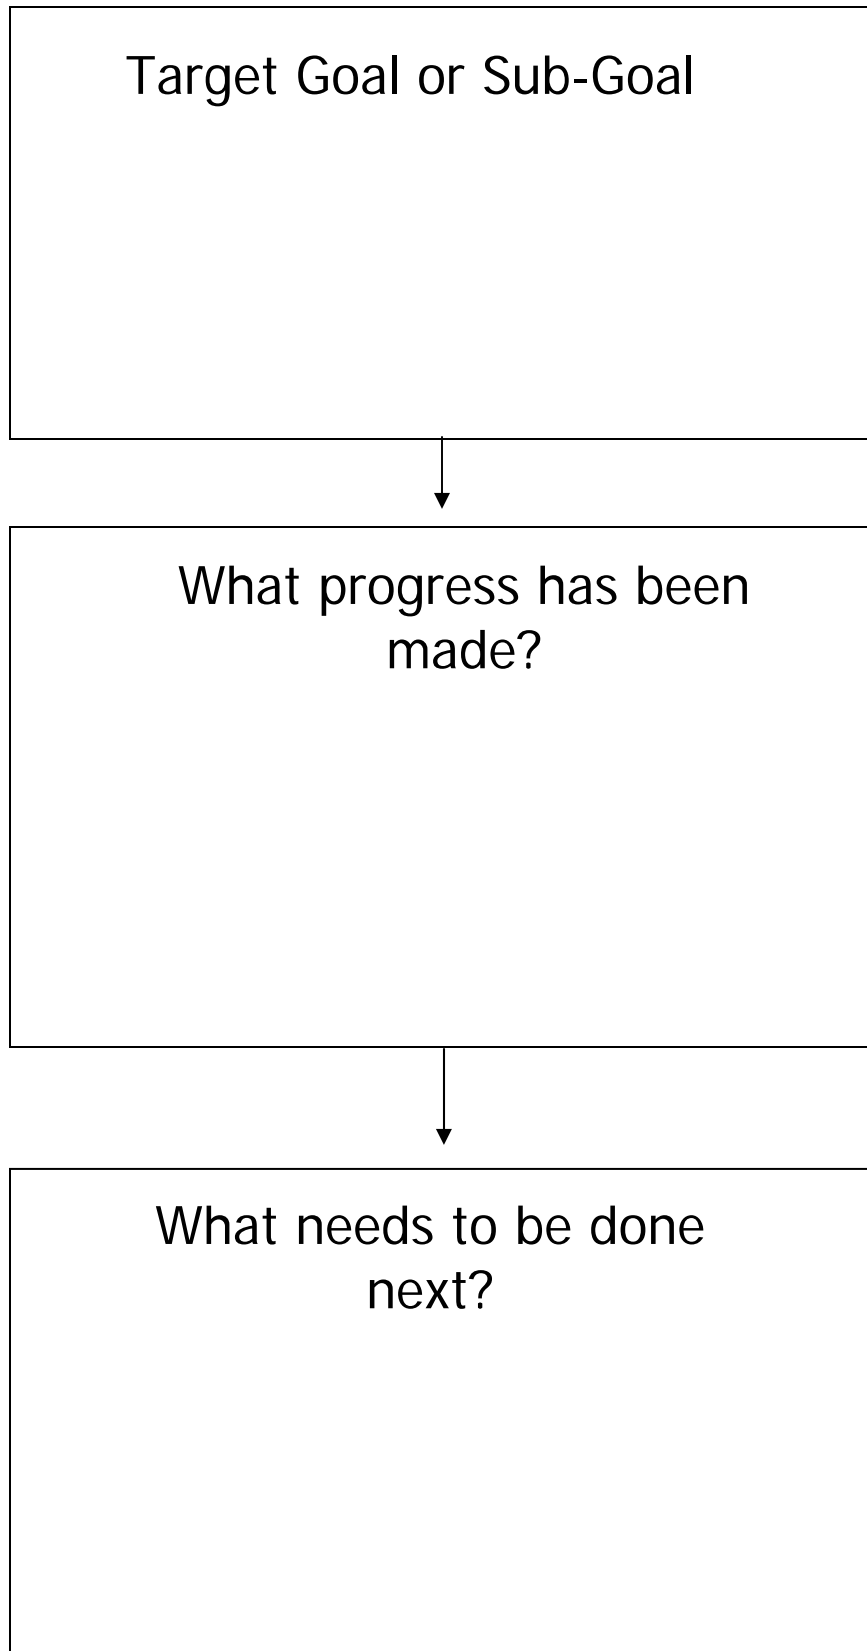 Target Goal or Sub-Goal
What progress has been
made?
What needs to be done
next?